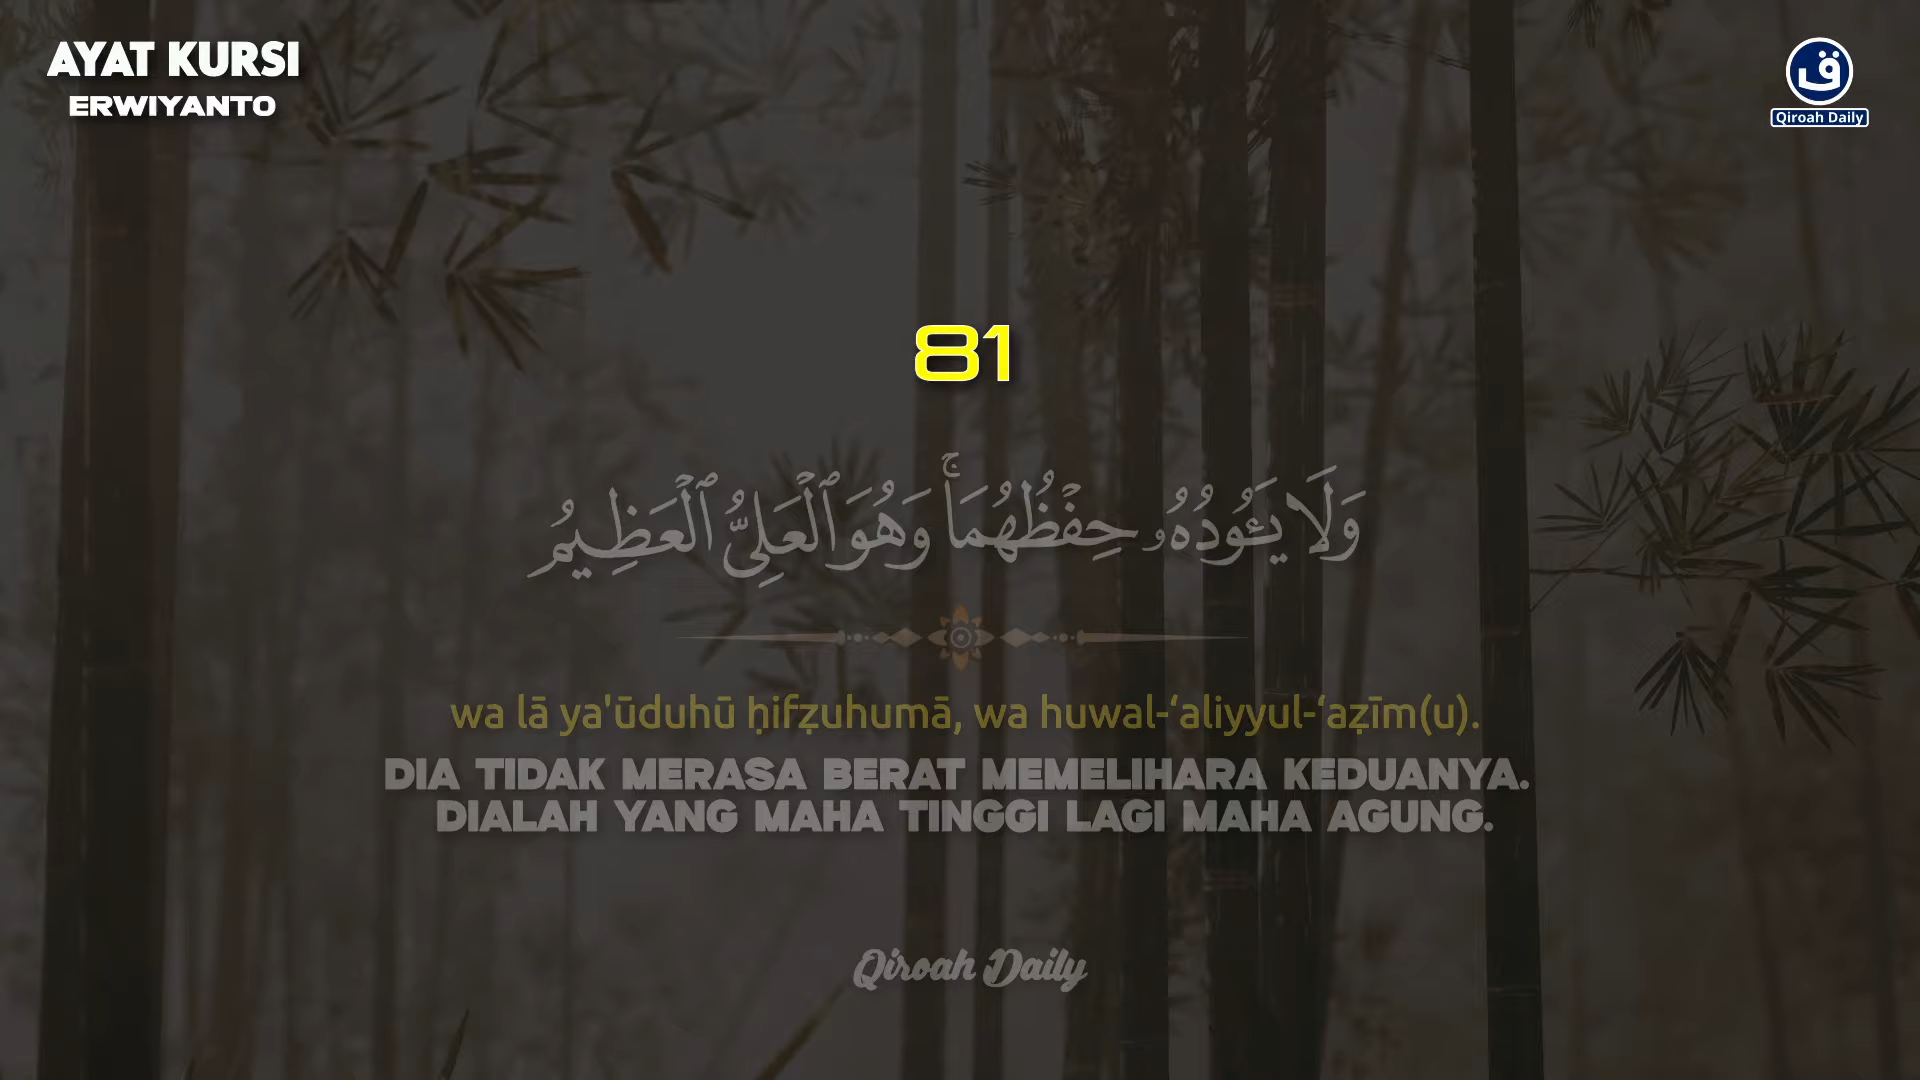 AYAT KURSI
ERWIYANTO
ق
Qiroah Daily
81
وَلَا يَـُٔودُهُۥ حِفْظُهُمَاۚ وَهُوَ ٱلْعَلِىُّ ٱلْعَظِيمُ
wa lā ya'ūduhū ḥifẓuhumā, wa huwal-‘aliyyul-‘aẓīm(u).
DIA TIDAK MERASA BERAT MEMELIHARA KEDUANYA.
DIALAH YANG MAHA TINGGI LAGI MAHA AGUNG.
Qiroah Daily